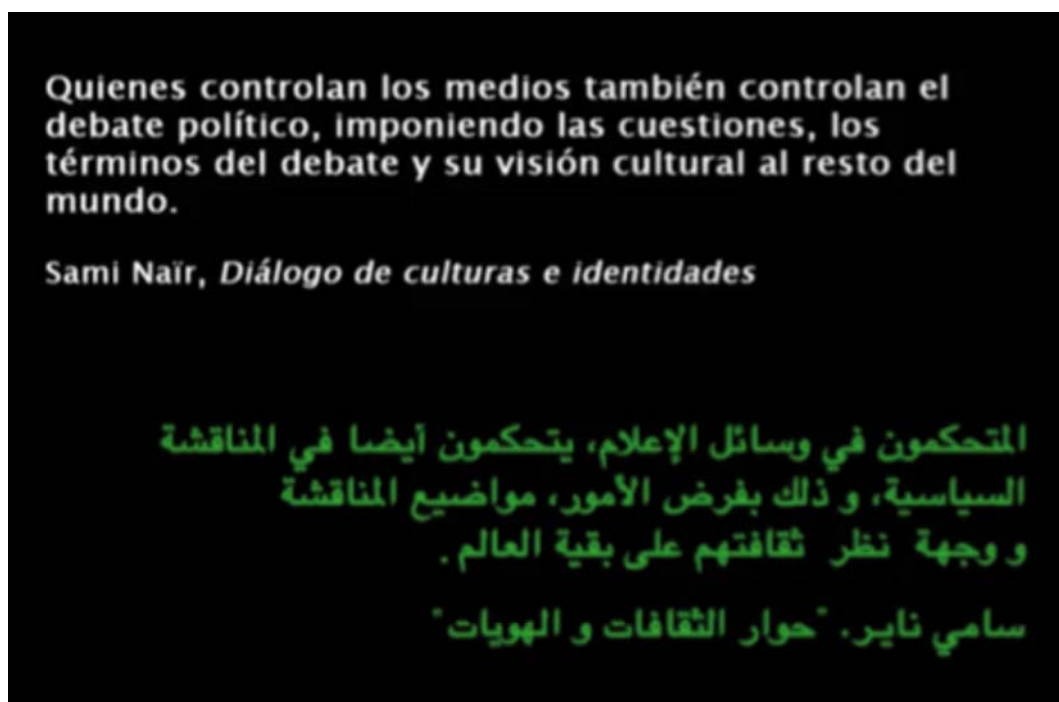 Quienes controlan los medios también controlan el
debate político, imponiendo las cuestiones, los
términos del debate y su visión cultural al resto del
mundo.
Sami Naïr, Diálogo de culturas e identidades
المتحكمون في وسائل الإعلام، يتحكمون أيضا في المناقشة
السياسية، و ذلك بفرض الأمور، مواضيع المناقشة
و وجهة نظر ثقافتهم على بقية العالم .
سامي ناير. "حوار الثقافات و الهويات"